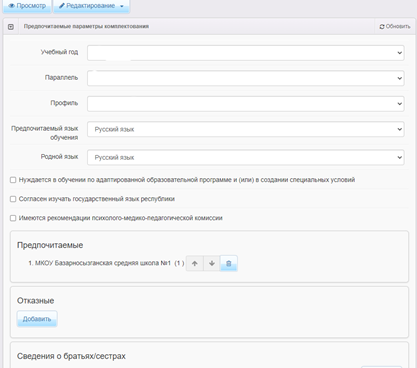 Просмотр Редактирование
Предпочитаемые параметры комплектования Обновить
Учебный год
Параллель
Профиль
Предпочитаемый язык обучения Русский язык
Родной язык Русский язык
Нуждается в обучении по адаптированной образовательной программе и (или) в создании специальных условий
Согласен изучать государственный язык республики
Имеются рекомендации психолого-медико-педагогической комиссии
Предпочитаемые
1. МКОУ Базарносызганская средняя школа №1 (1)
Отказные
Добавить
Сведения о братьях/сестрах